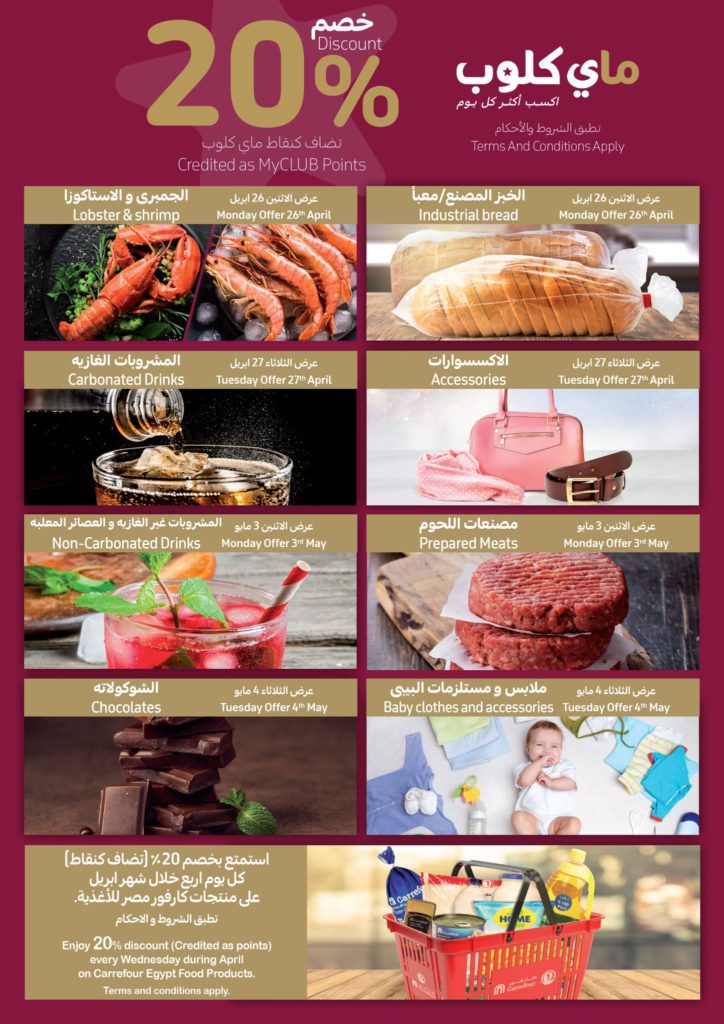 خصم
Discount
20%
تضاف كنقاط ماي كلوب
Credited as MyCLUB Points
ماي كلوب
اكسب أكثر كل يوم
تطبق الشروط والأحكام
Terms And Conditions Apply
الجمبرى و الاستاكوزا
Lobster & shrimp
عرض الاثنين 26 ابريل
Monday Offer 26th April
الخبز المصنع/معبأ
Industrial bread
عرض الاثنين 26 ابريل
Monday Offer 26th April
المشروبات الغازيه
Carbonated Drinks
عرض الثلاثاء 27 ابريل
Tuesday Offer 27th April
الاكسسوارات
Accessories
عرض الثلاثاء 27 ابريل
Tuesday Offer 27th April
المشروبات غير الغازيه و العصائر المعلبه
Non-Carbonated Drinks
عرض الاثنين 3 مايو
Monday Offer 3rd May
مصنعات اللحوم
Prepared Meats
عرض الاثنين 3 مايو
Monday Offer 3rd May
الشوكولاته
Chocolates
عرض الثلاثاء 4 مايو
Tuesday Offer 4th May
ملابس و مستلزمات البيبى
Baby clothes and accessories
عرض الثلاثاء 4 مايو
Tuesday Offer 4th May
استمتع بخصم 20٪ (تضاف كنقاط)
كل يوم اربع خلال شهر ابريل
على منتجات كارفور مصر للأغذية.
تطبق الشروط و الاحكام
Enjoy 20% discount (Credited as points)
every Wednesday during April
on Carrefour Egypt Food Products.
Terms and conditions apply.
Carrefour
HOME
كارفور
Carrefour